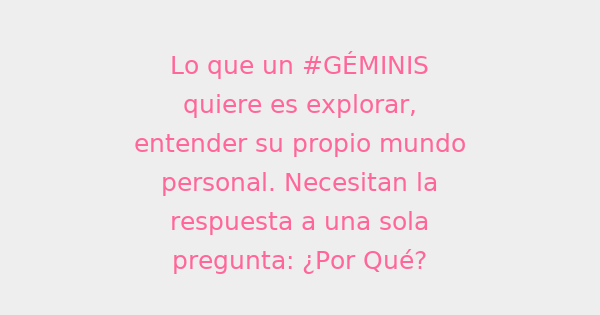 Lo que un #GÉMINIS
quiere es explorar,
entender su propio mundo
personal. Necesitan la
respuesta a una sola
pregunta: ¿Por Qué?